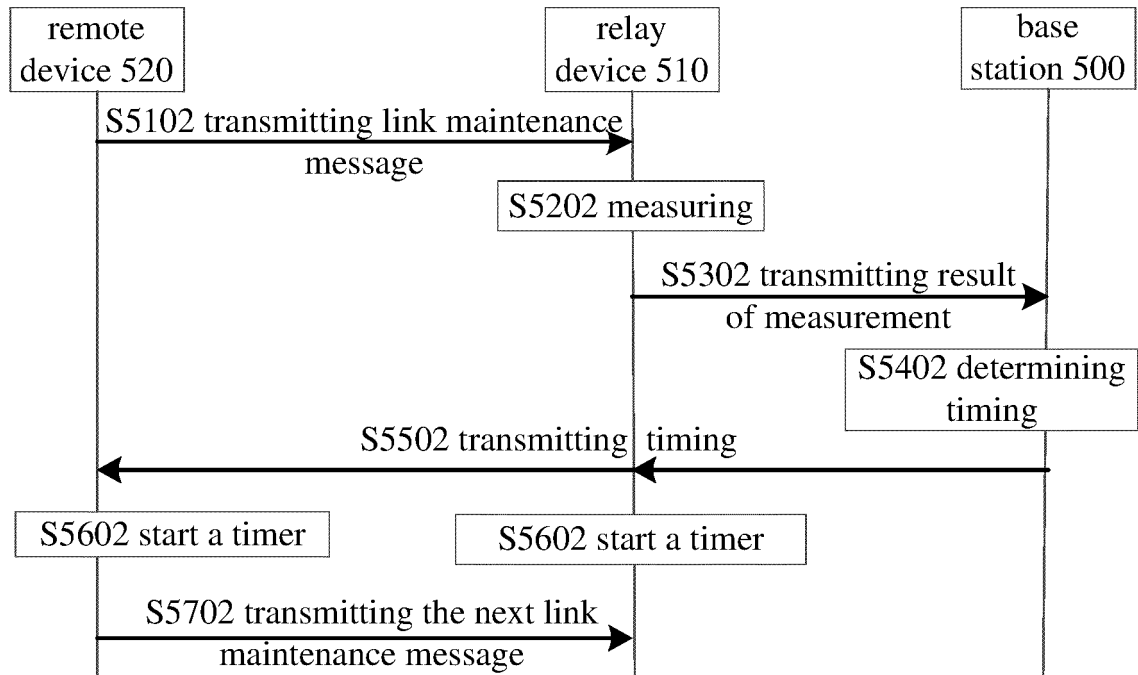 remote
device 520
relay
device 510
base
station 500
S5102 transmitting link maintenance
message
S5202 measuring
S5302 transmitting result
of measurement
S5402 determining
timing
S5502 transmitting timing
S5602 start a timer
S5602 start a timer
S5702 transmitting the next link
maintenance message